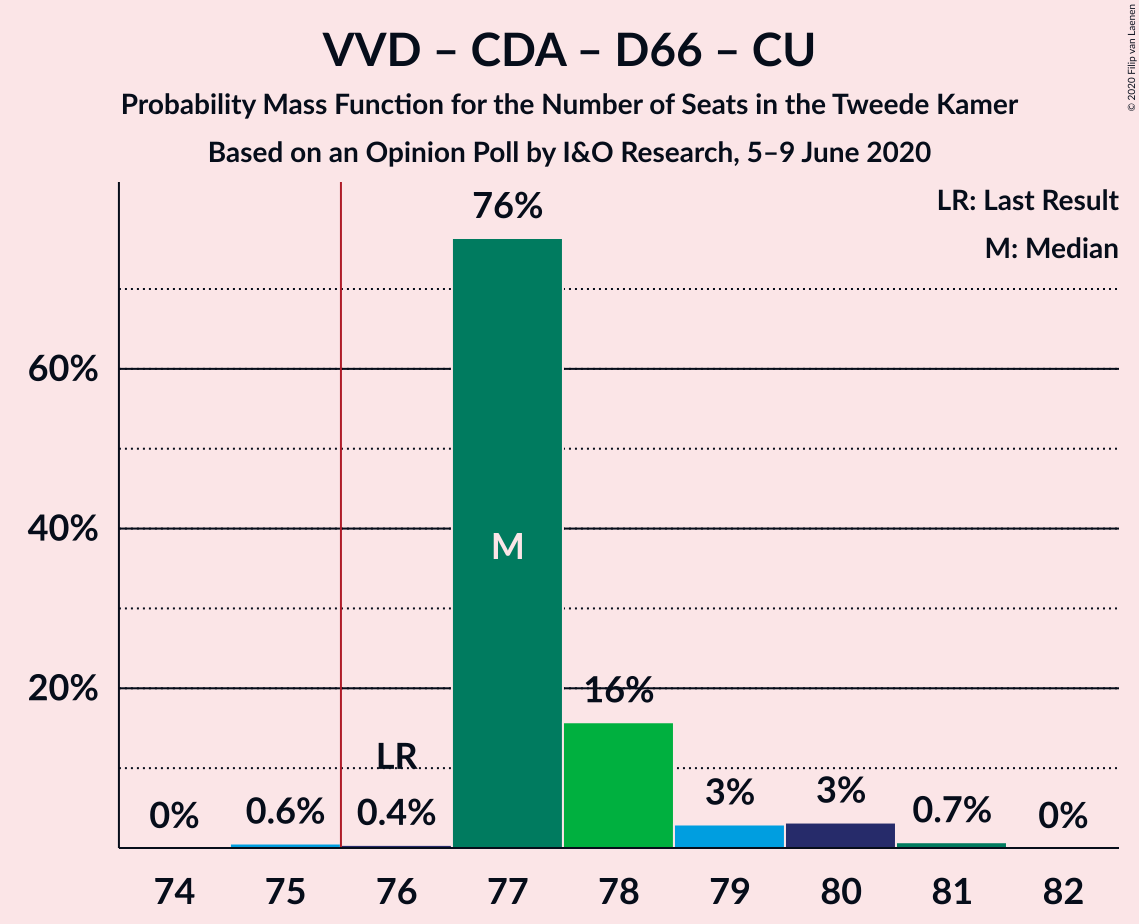 VVD – CDA – D66 – CU
Probability Mass Function for the Number of Seats in the Tweede Kamer
Based on an Opinion Poll by I&O Research, 5–9 June 2020
© 2020 Filip van Laenen
LR: Last Result
M: Median
76%
60%
40%
20%
M
16%
LR
0%
0.6%
0.4%
3%
3%
0.7%
0%
74 75 76 77 78 79 80 81 82